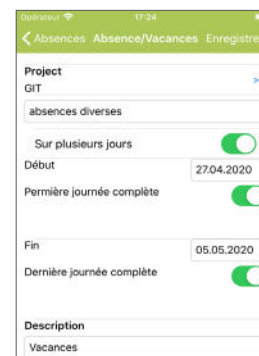 Opérateur 17:24
Absences Absence/Vacances Enregistre
Project
GIT
absences diverses
Sur plusieurs jours
Début 27.04.2020
Permière journée complète
Fin 05.05.2020
Dernière journée complète
Description
Vacances